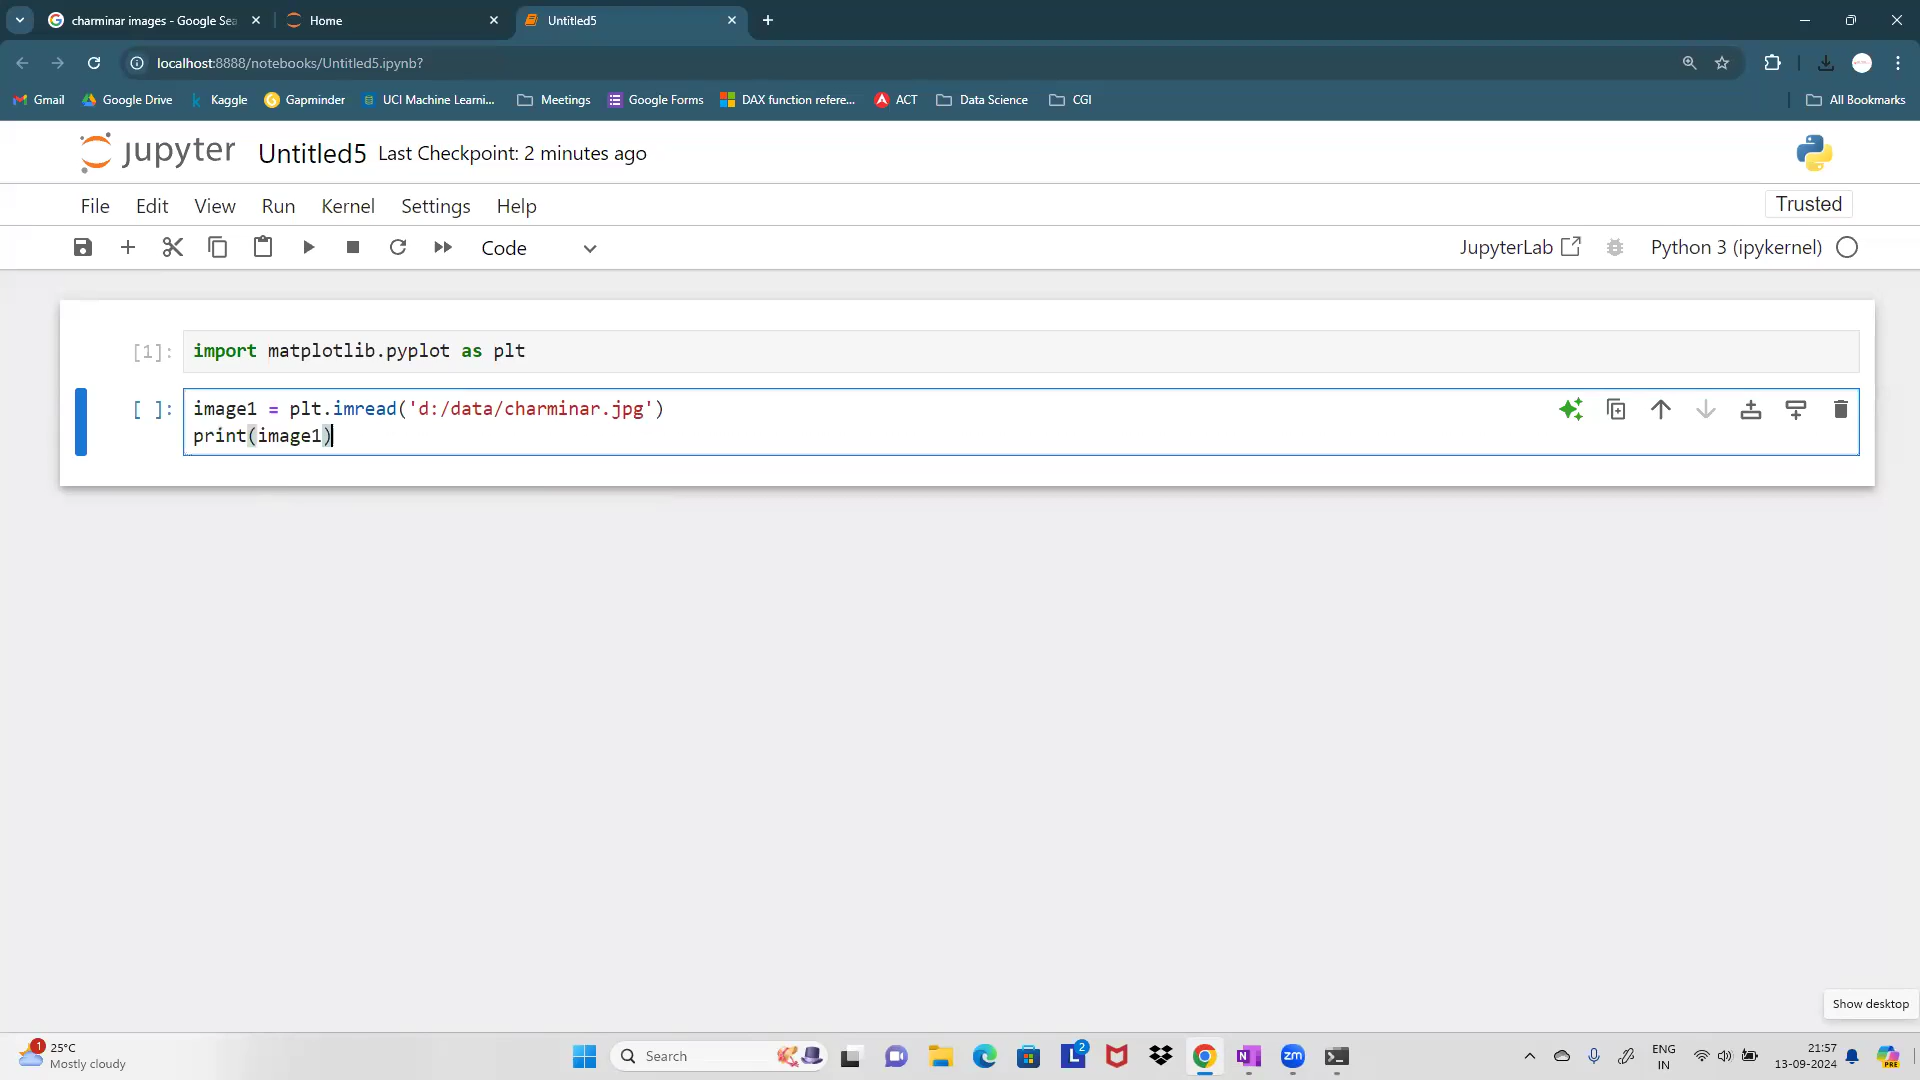 charminar images - Google Sea
Home
Untitled5
localhost:8888/notebooks/Untitled5.ipynb?
Gmail
Google Drive
Kaggle
Gapminder
UCI Machine Learni...
Meetings
Google Forms
DAX function refere...
ACT
Data Science
CGI
All Bookmarks
jupyter Untitled5 Last Checkpoint: 2 minutes ago
File Edit View Run Kernel Settings Help
Trusted
Code
JupyterLab
Python 3 (ipykernel)
[1]: import matplotlib.pyplot as plt
[ ]: image1 = plt.imread('d:/data/charminar.jpg')
print(image1)
Show desktop
1
25°C
Mostly cloudy
Search
L
2
N
zm
ENG
IN
21:57
13-09-2024
PRE